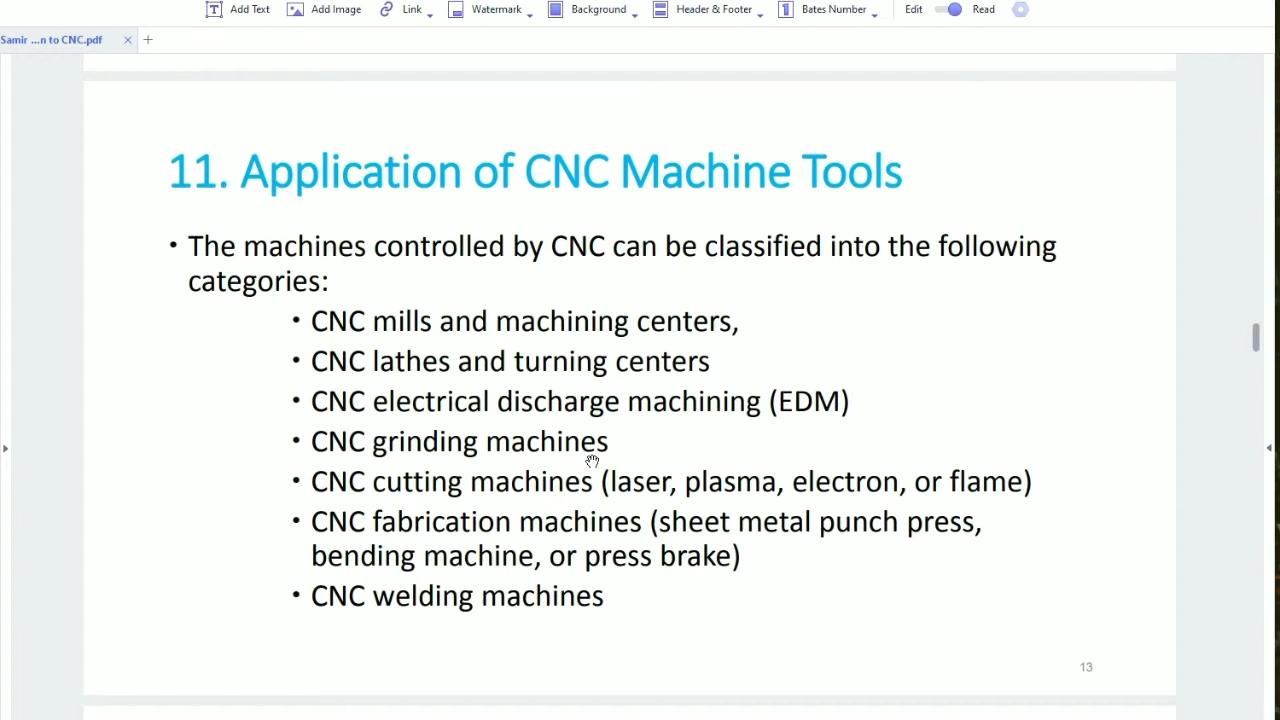 Add Text Add Image Link Watermark Background Header & Footer Bates Number Edit Read
Samir ...n to CNC.pdf
11. Application of CNC Machine Tools
• The machines controlled by CNC can be classified into the following
categories:
• CNC mills and machining centers,
• CNC lathes and turning centers
• CNC electrical discharge machining (EDM)
• CNC grinding machines
• CNC cutting machines (laser, plasma, electron, or flame)
• CNC fabrication machines (sheet metal punch press,
bending machine, or press brake)
• CNC welding machines
13